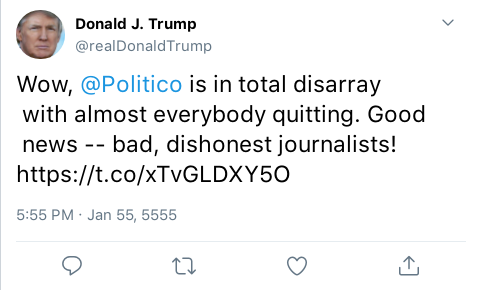 Donald J. Trump
@realDonaldTrump
Wow, @Politico is in total disarray
with almost everybody quitting. Good
news -- bad, dishonest journalists!
https://t.co/xTvGLDXY5O
5:55 PM · Jan 55, 5555